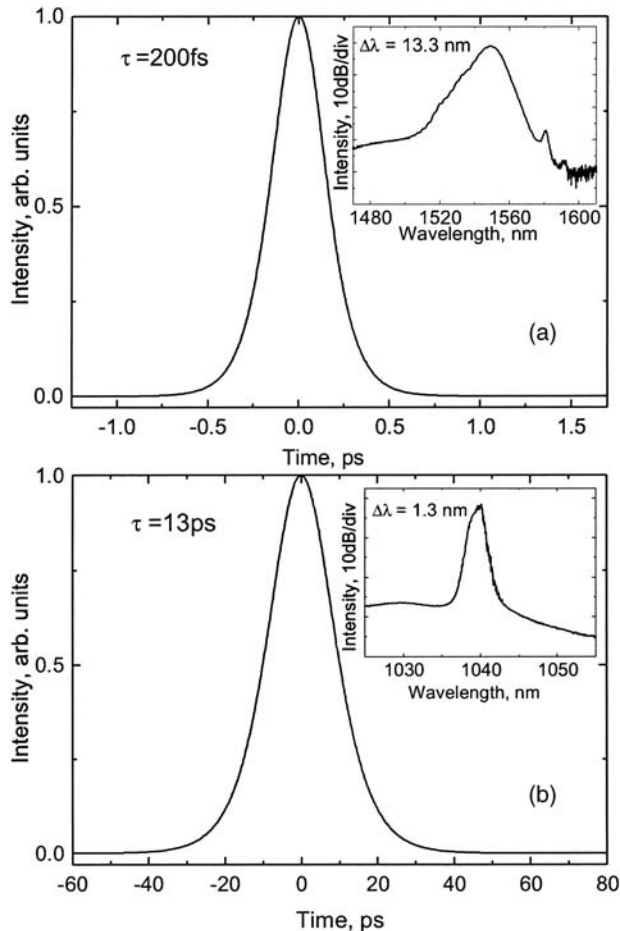 1.0
τ =200fs
Δλ = 13.3 nm
Intensity, 10dB/div
1480 1520 1560 1600
Wavelength, nm
Intensity, arb. units
0.5
(a)
0.0
-1.0 -0.5 0.0 0.5 1.0 1.5
Time, ps
1.0
τ =13ps
Δλ = 1.3 nm
Intensity, 10dB/div
1030 1040 1050
Wavelength, nm
Intensity, arb. units
0.5
(b)
0.0
-60 -40 -20 0 20 40 60 80
Time, ps